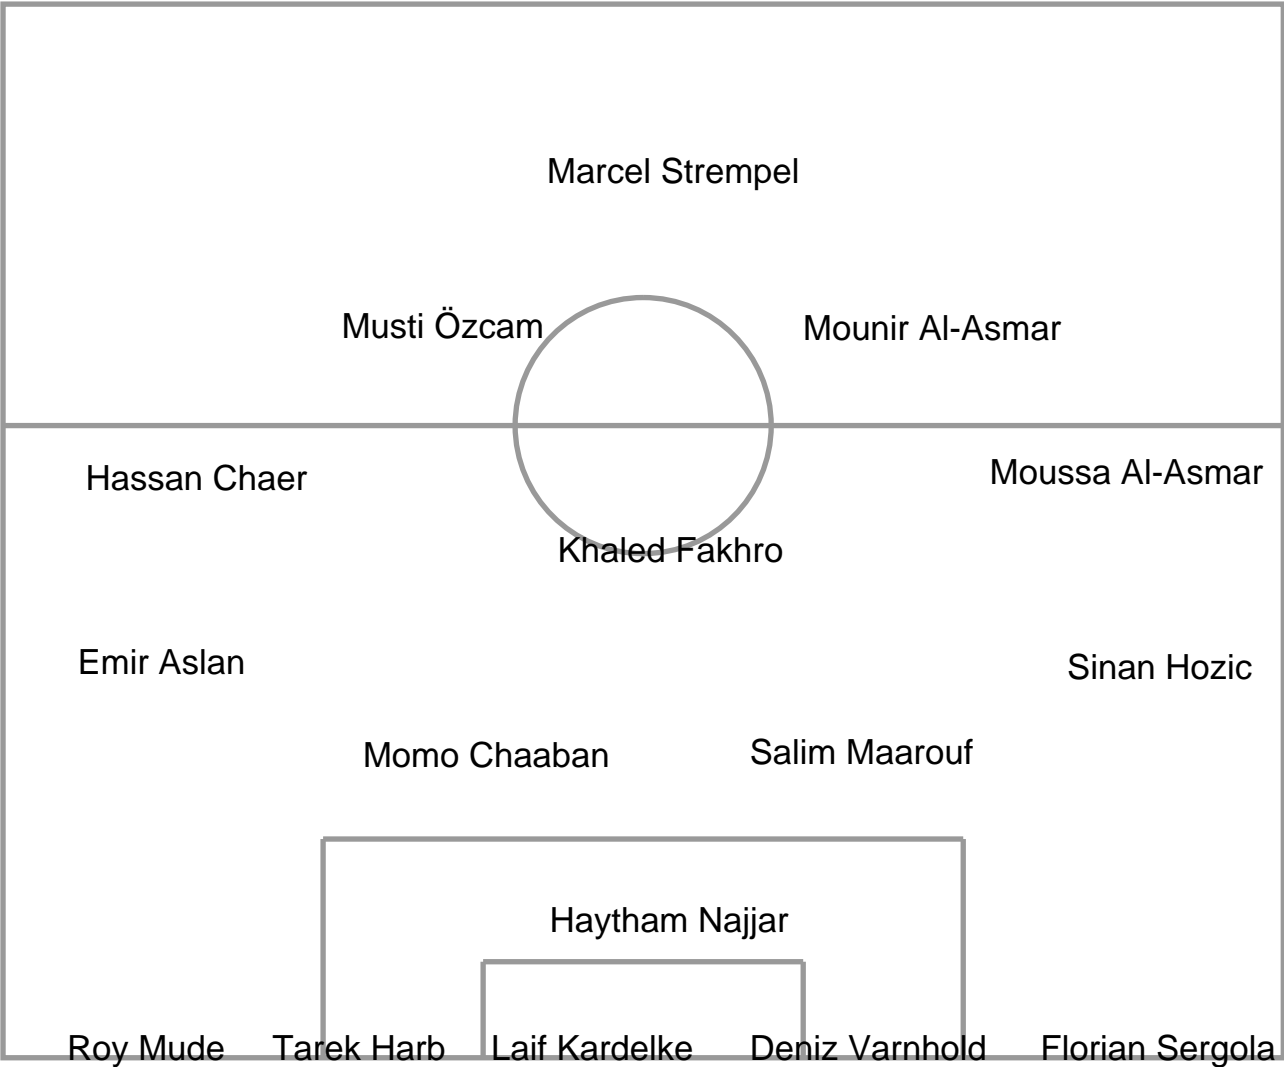 Marcel Strempel
Musti Özcam
Mounir Al-Asmar
Hassan Chaer
Moussa Al-Asmar
Khaled Fakhro
Emir Aslan
Sinan Hozic
Momo Chaaban
Salim Maarouf
Haytham Najjar
Roy Mude
Tarek Harb
Laif Kardelke
Deniz Varnhold
Florian Sergola